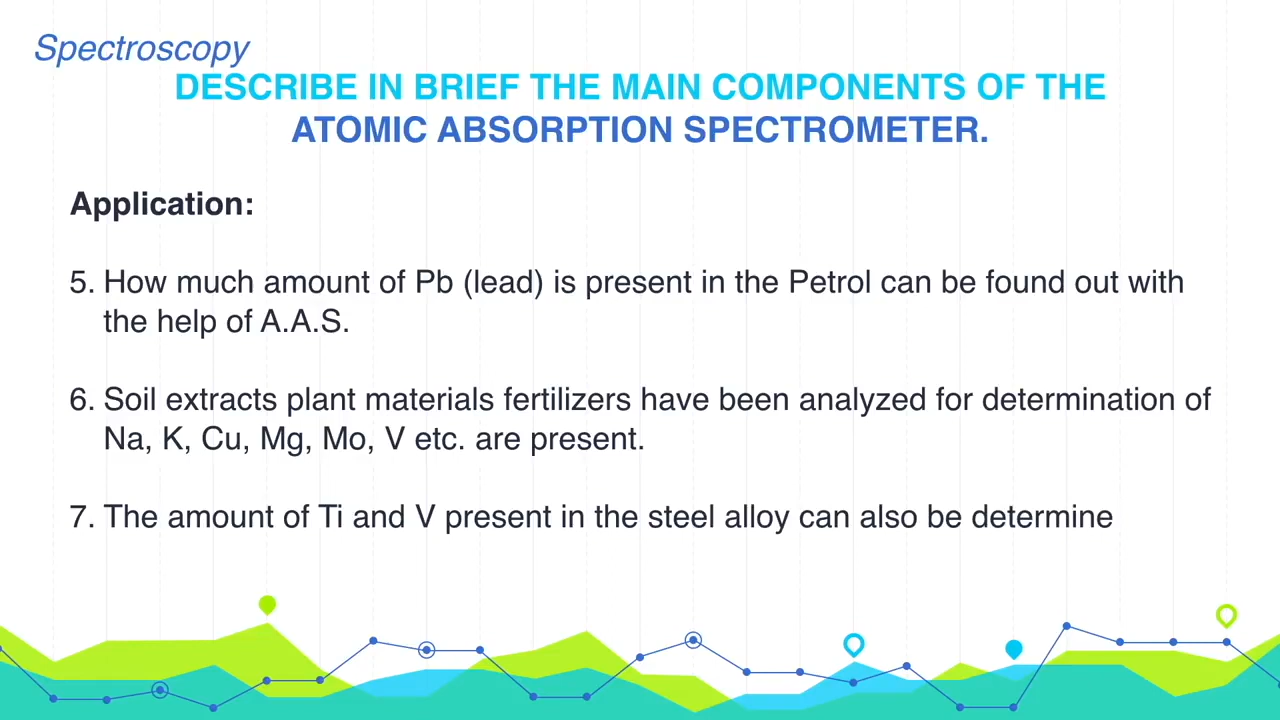 Spectroscopy
DESCRIBE IN BRIEF THE MAIN COMPONENTS OF THE
ATOMIC ABSORPTION SPECTROMETER.
Application:
5. How much amount of Pb (lead) is present in the Petrol can be found out with
the help of A.A.S.
6. Soil extracts plant materials fertilizers have been analyzed for determination of
Na, K, Cu, Mg, Mo, V etc. are present.
7. The amount of Ti and V present in the steel alloy can also be determine